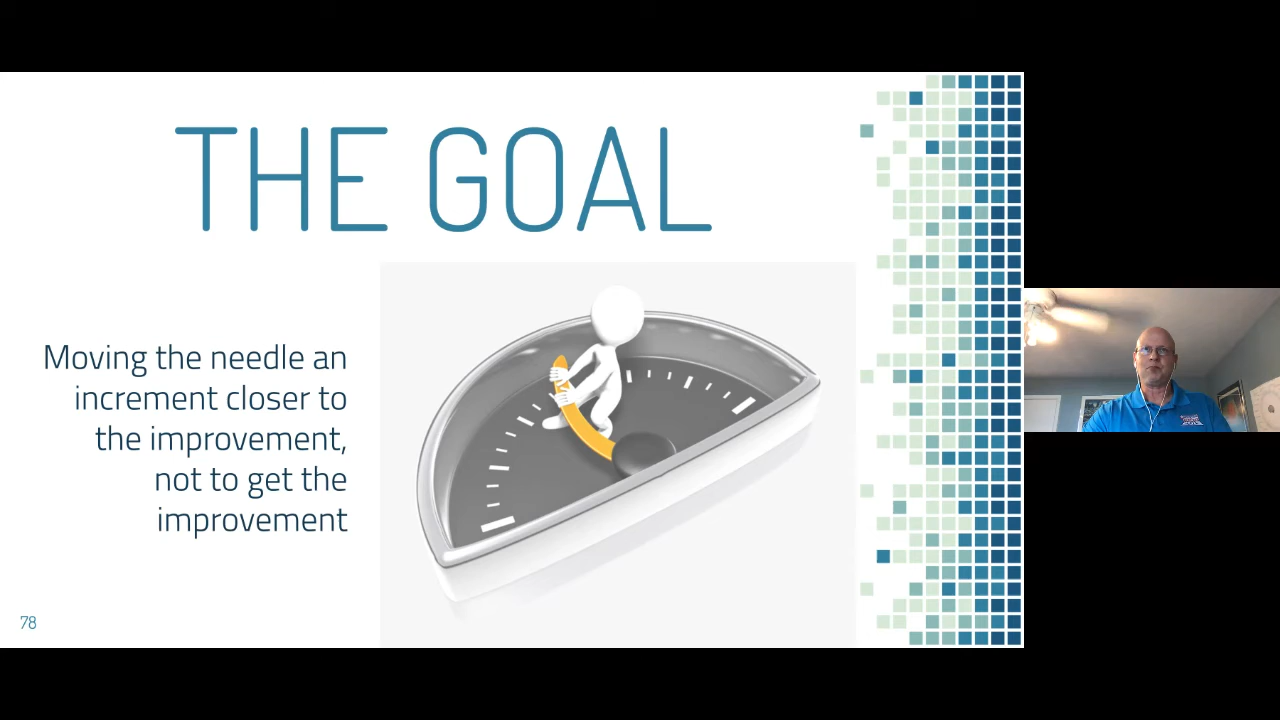 THE GOAL
Moving the needle an
increment closer to
the improvement,
not to get the
improvement
78